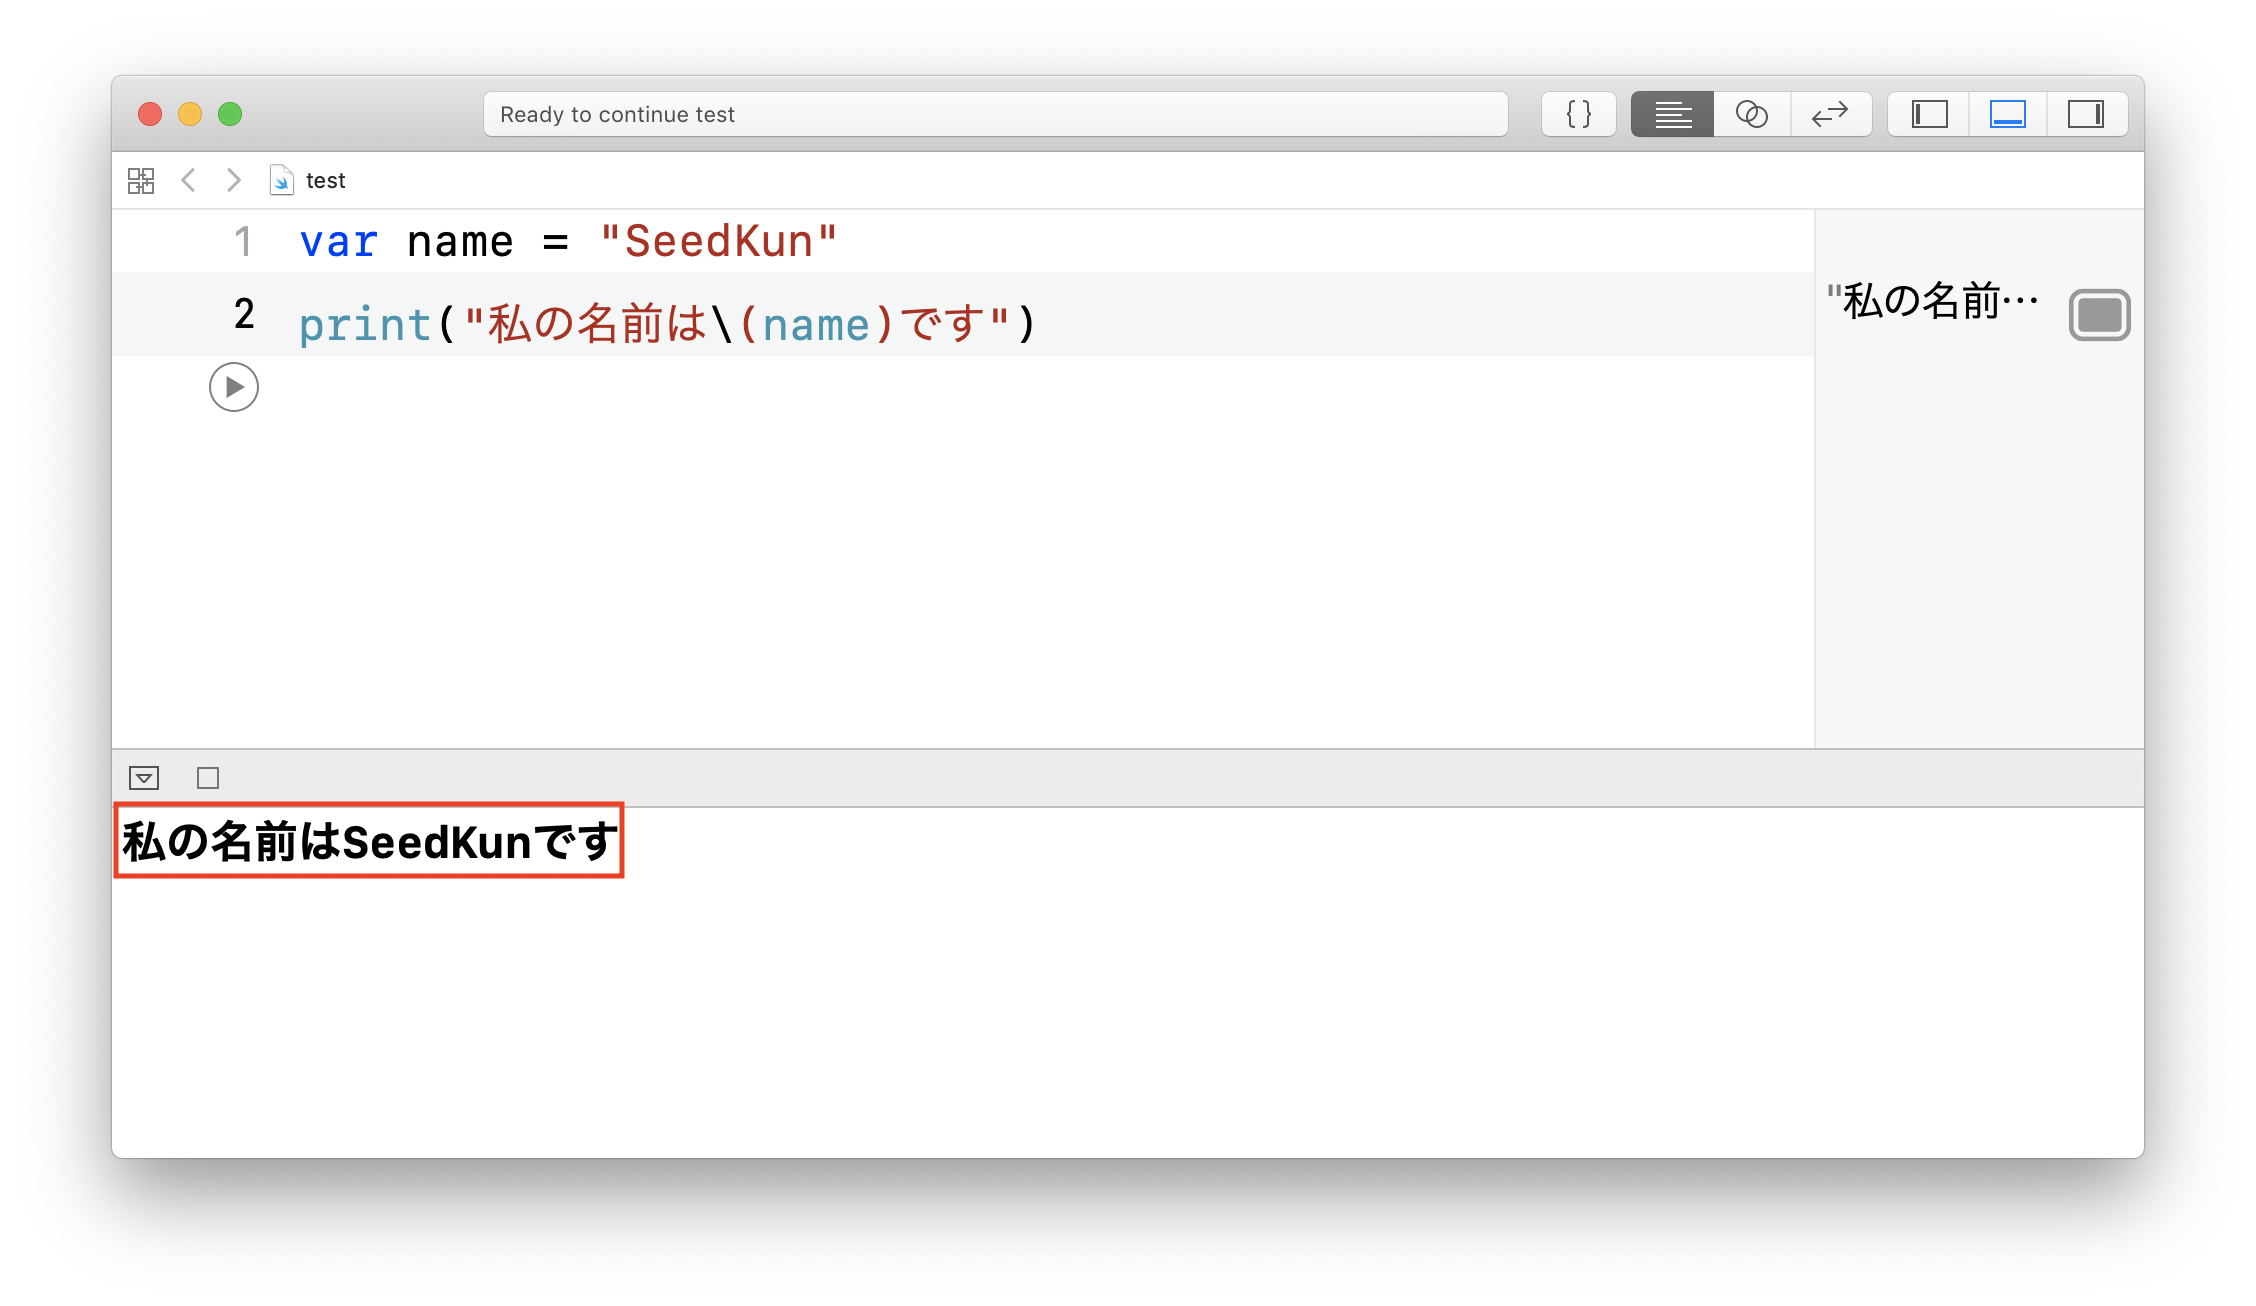 Ready to continue test
{ }
test
1 var name = "SeedKun"
2 print("私の名前は\(name)です")
"私の名前…
私の名前はSeedKunです